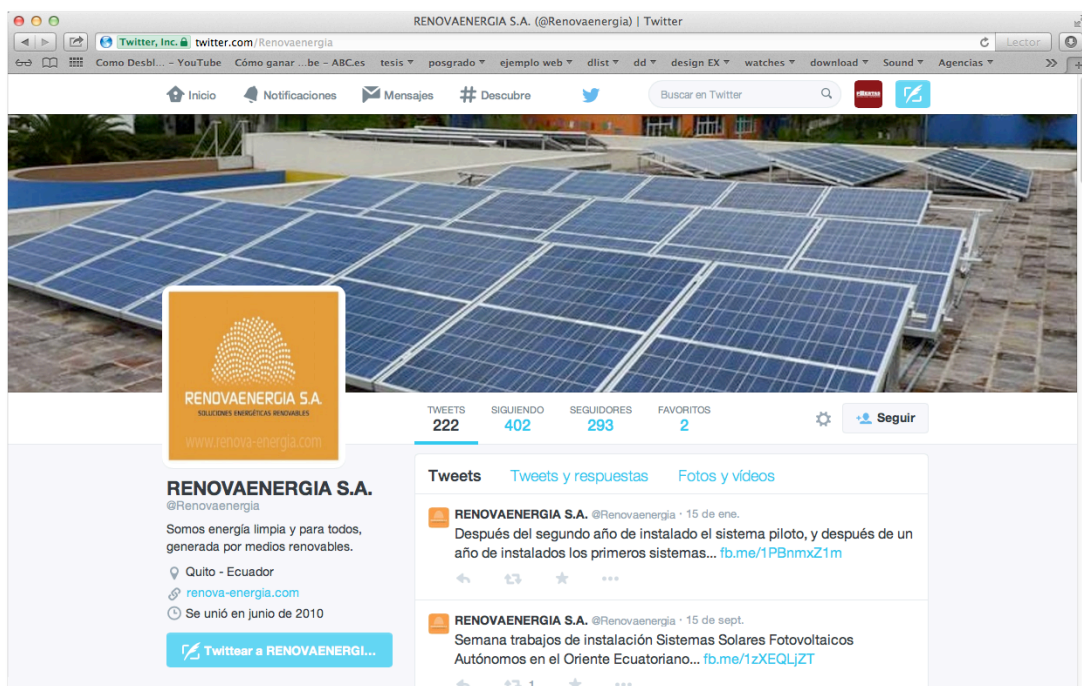 RENOVAENERGIA S.A. (@Renovaenergia) | Twitter
Twitter, Inc. twitter.com/Renovaenergia
Lector
Como Desbl... – YouTube Cómo ganar ...be – ABC.es tesis posgrado ejemplo web dlist dd design EX watches download Sound Agencias
Inicio Notificaciones Mensajes Descubre Buscar en Twitter
RENOVAENERGIA S.A.
SOLUCIONES ENERGÉTICAS RENOVABLES
www.renova-energia.com
TWEETS SIGUIENDO SEGUIDORES FAVORITOS
222 402 293 2
Seguir
RENOVAENERGIA S.A.
@Renovaenergia
Somos energía limpia y para todos,
generada por medios renovables.
Quito - Ecuador
renova-energia.com
Se unió en junio de 2010
Twittear a RENOVAENERGI...
Tweets Tweets y respuestas Fotos y vídeos
RENOVAENERGIA S.A. @Renovaenergia · 15 de ene.
Después del segundo año de instalado el sistema piloto, y después de un
año de instalados los primeros sistemas... fb.me/1PBnmxZ1m
RENOVAENERGIA S.A. @Renovaenergia · 15 de sept.
Semana trabajos de instalación Sistemas Solares Fotovoltaicos
Autónomos en el Oriente Ecuatoriano... fb.me/1zXEQLjZT
1